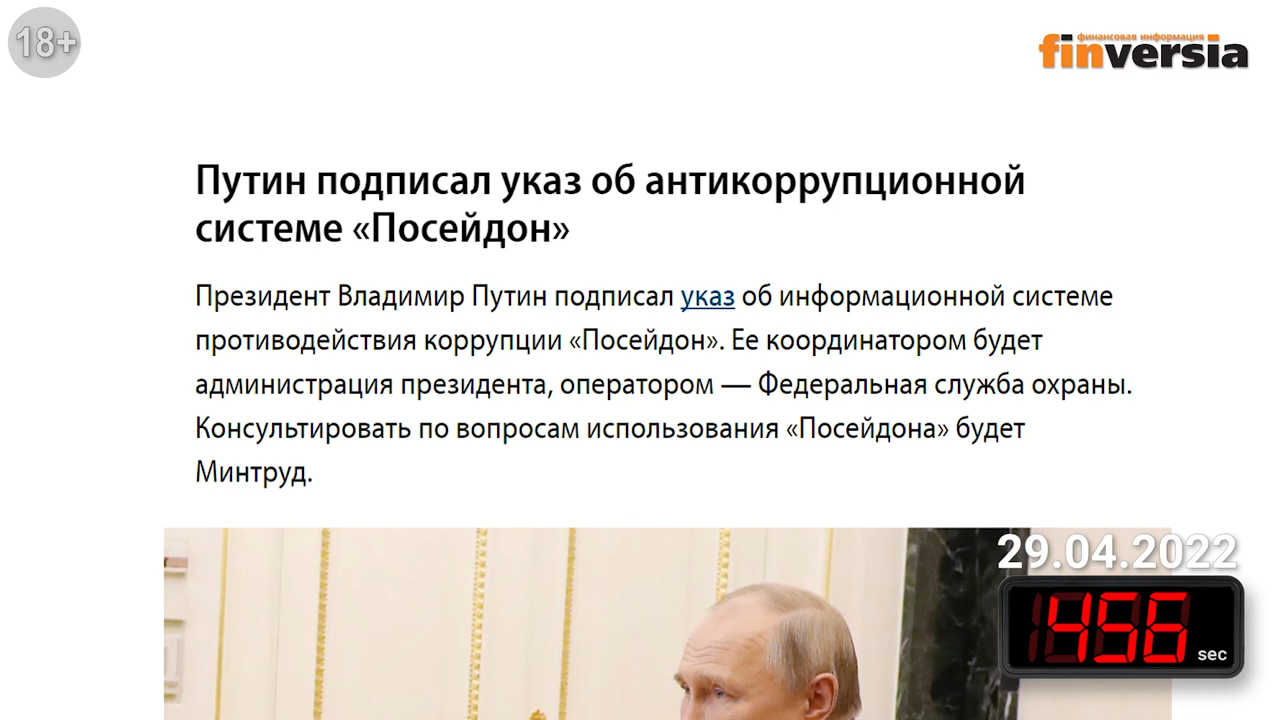 18+
финансовая информация
finversia
Путин подписал указ об антикоррупционной
системе «Посейдон»
Президент Владимир Путин подписал указ об информационной системе
противодействия коррупции «Посейдон». Ее координатором будет
администрация президента, оператором — Федеральная служба охраны.
Консультировать по вопросам использования «Посейдона» будет
Минтруд.
29.04.2022
456 sec